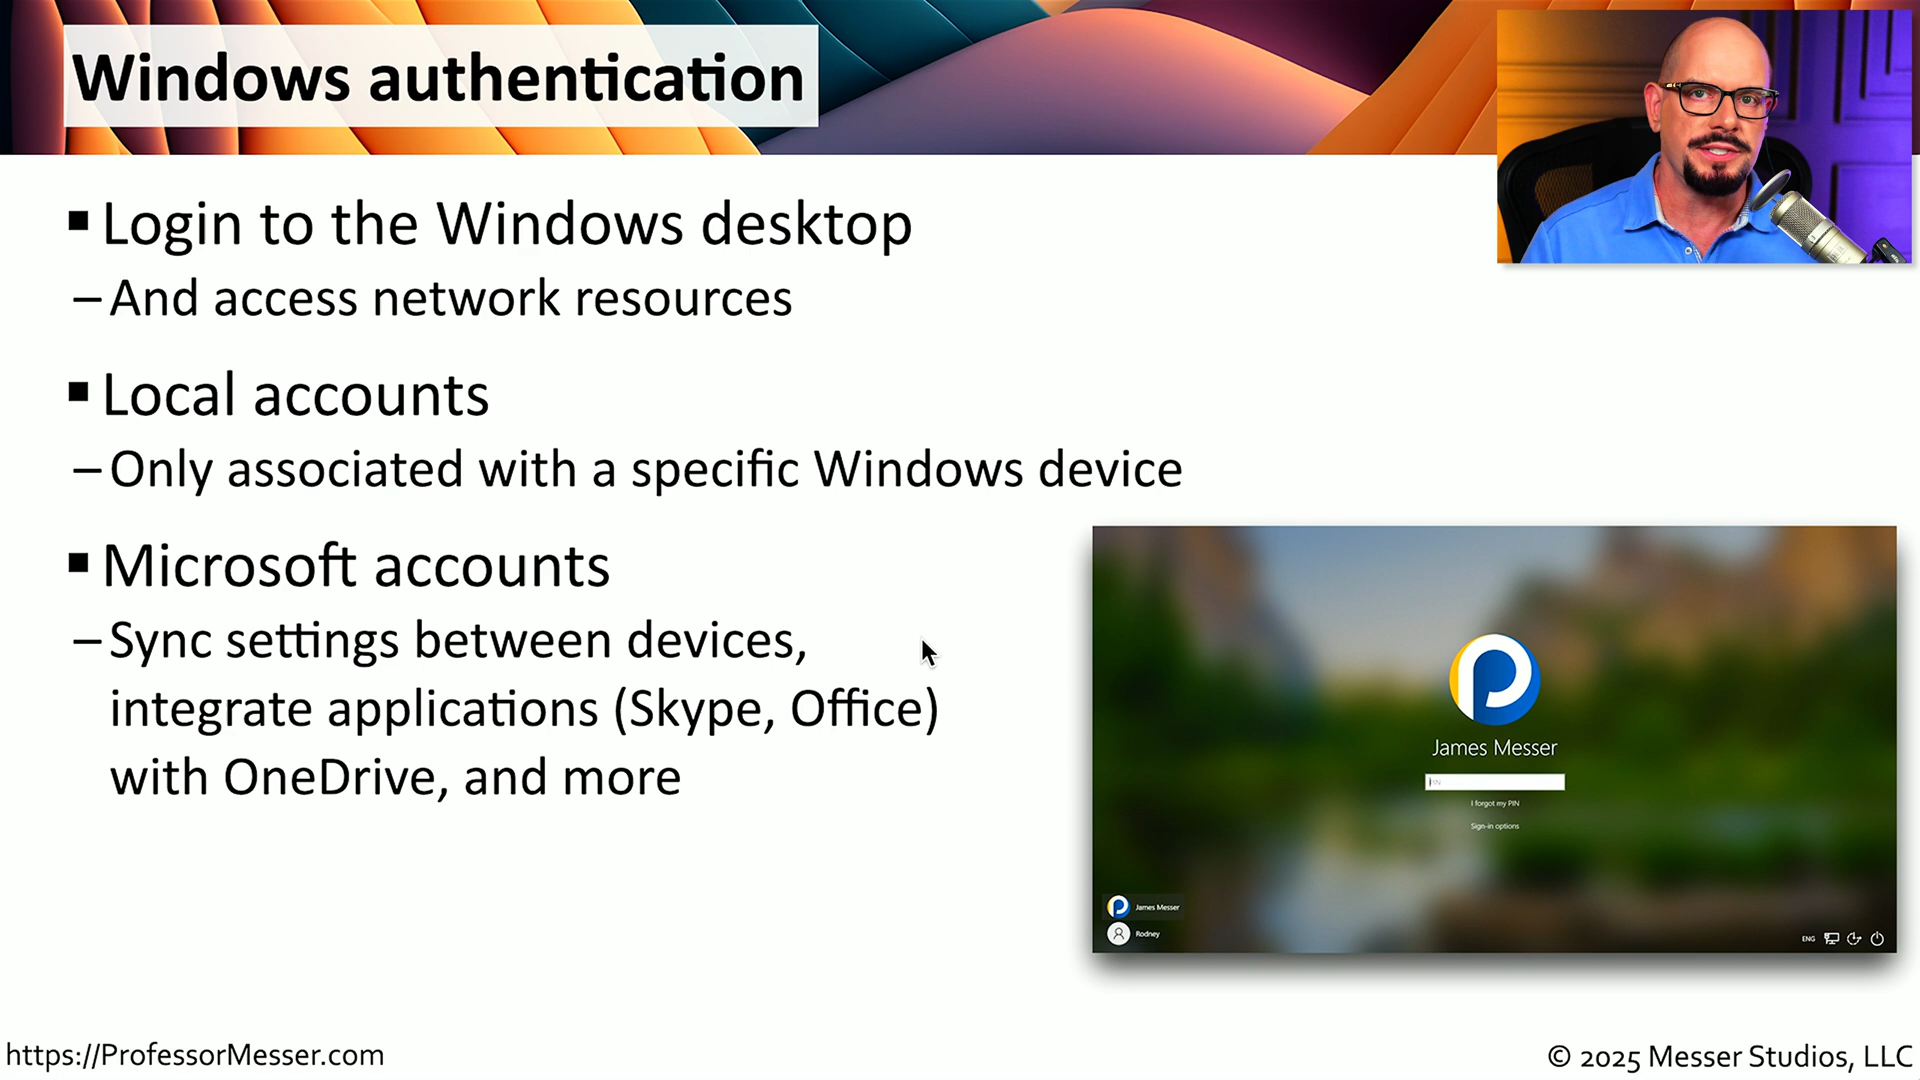 Windows authentication
▪ Login to the Windows desktop
– And access network resources
▪ Local accounts
– Only associated with a specific Windows device
▪ Microsoft accounts
– Sync settings between devices,
integrate applications (Skype, Office)
with OneDrive, and more
James Messer
PIN
I forgot my PIN
Sign-in options
James Messer
Rodney
ENG
https://ProfessorMesser.com
© 2025 Messer Studios, LLC